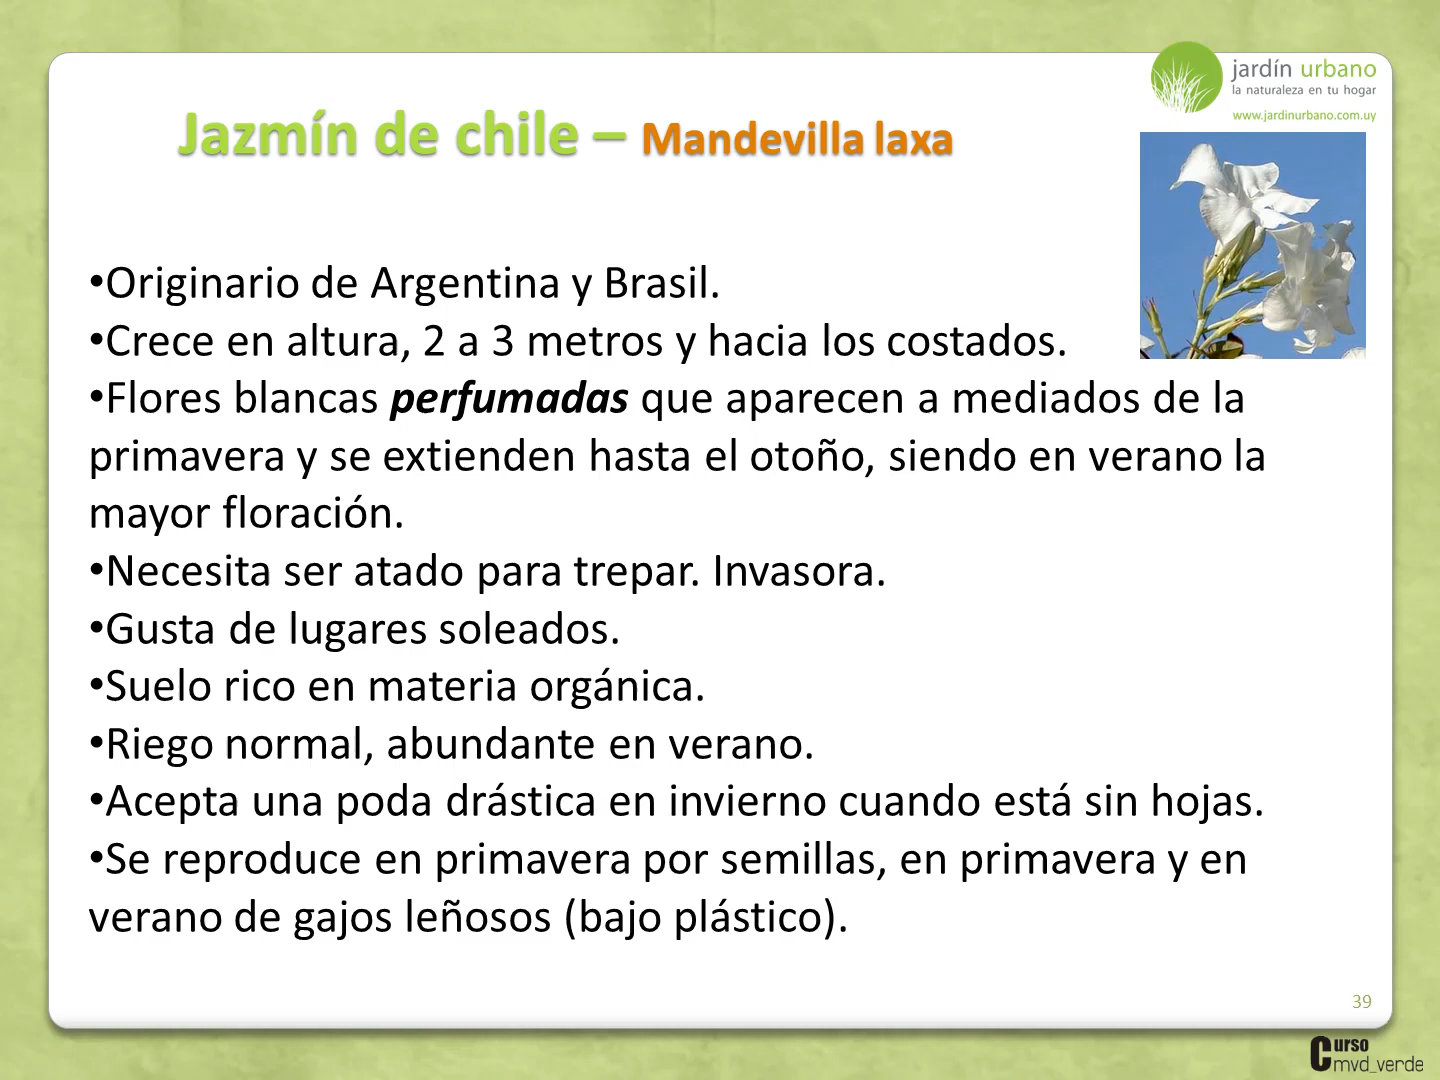 jardín urbano
la naturaleza en tu hogar
www.jardinurbano.com.uy
Jazmín de chile – Mandevilla laxa
•Originario de Argentina y Brasil.
•Crece en altura, 2 a 3 metros y hacia los costados.
•Flores blancas perfumadas que aparecen a mediados de la
primavera y se extienden hasta el otoño, siendo en verano la
mayor floración.
•Necesita ser atado para trepar. Invasora.
•Gusta de lugares soleados.
•Suelo rico en materia orgánica.
•Riego normal, abundante en verano.
•Acepta una poda drástica en invierno cuando está sin hojas.
•Se reproduce en primavera por semillas, en primavera y en
verano de gajos leñosos (bajo plástico).
39
Curso
mvd_verde